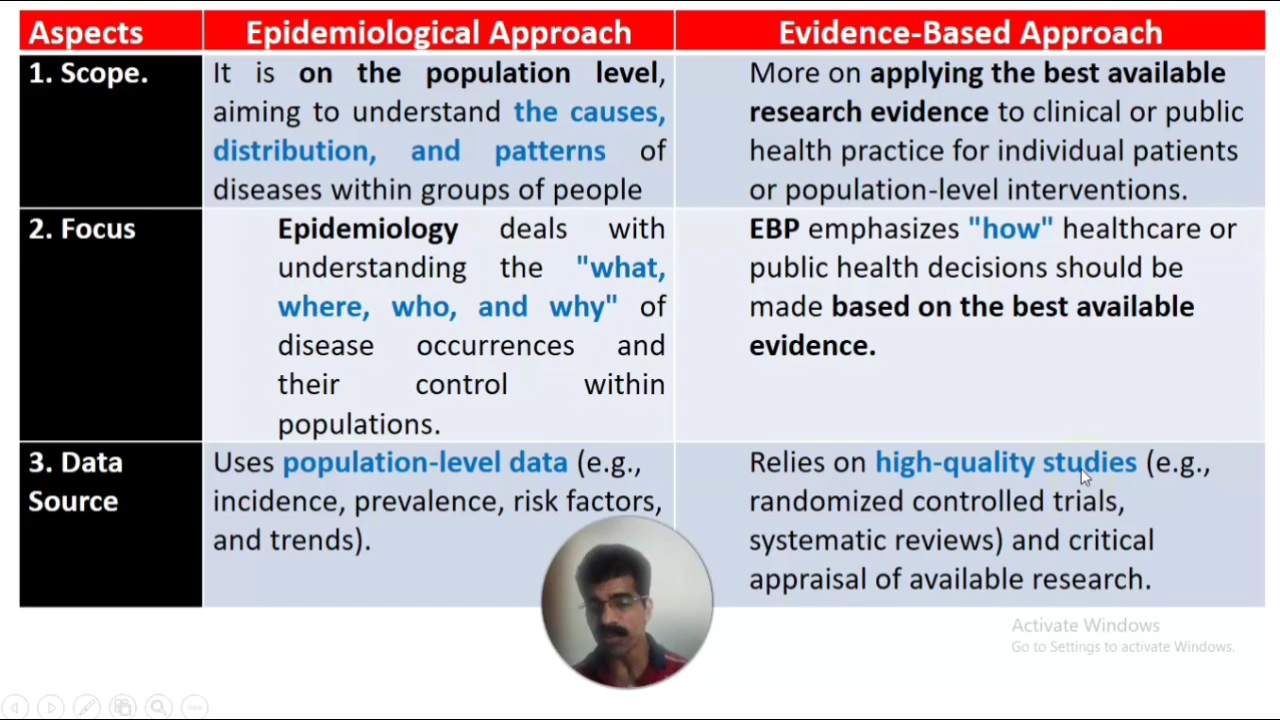 Aspects
Epidemiological Approach
Evidence-Based Approach
1. Scope.
It is on the population level,
aiming to understand the causes,
distribution, and patterns of
diseases within groups of people
More on applying the best available
research evidence to clinical or public
health practice for individual patients
or population-level interventions.
2. Focus
Epidemiology deals with
understanding the "what,
where, who, and why" of
disease occurrences and
their control within
populations.
EBP emphasizes "how" healthcare or
public health decisions should be
made based on the best available
evidence.
3. Data
Source
Uses population-level data (e.g.,
incidence, prevalence, risk factors,
and trends).
Relies on high-quality studies (e.g.,
randomized controlled trials,
systematic reviews) and critical
appraisal of available research.
Activate Windows
Go to Settings to activate Windows.